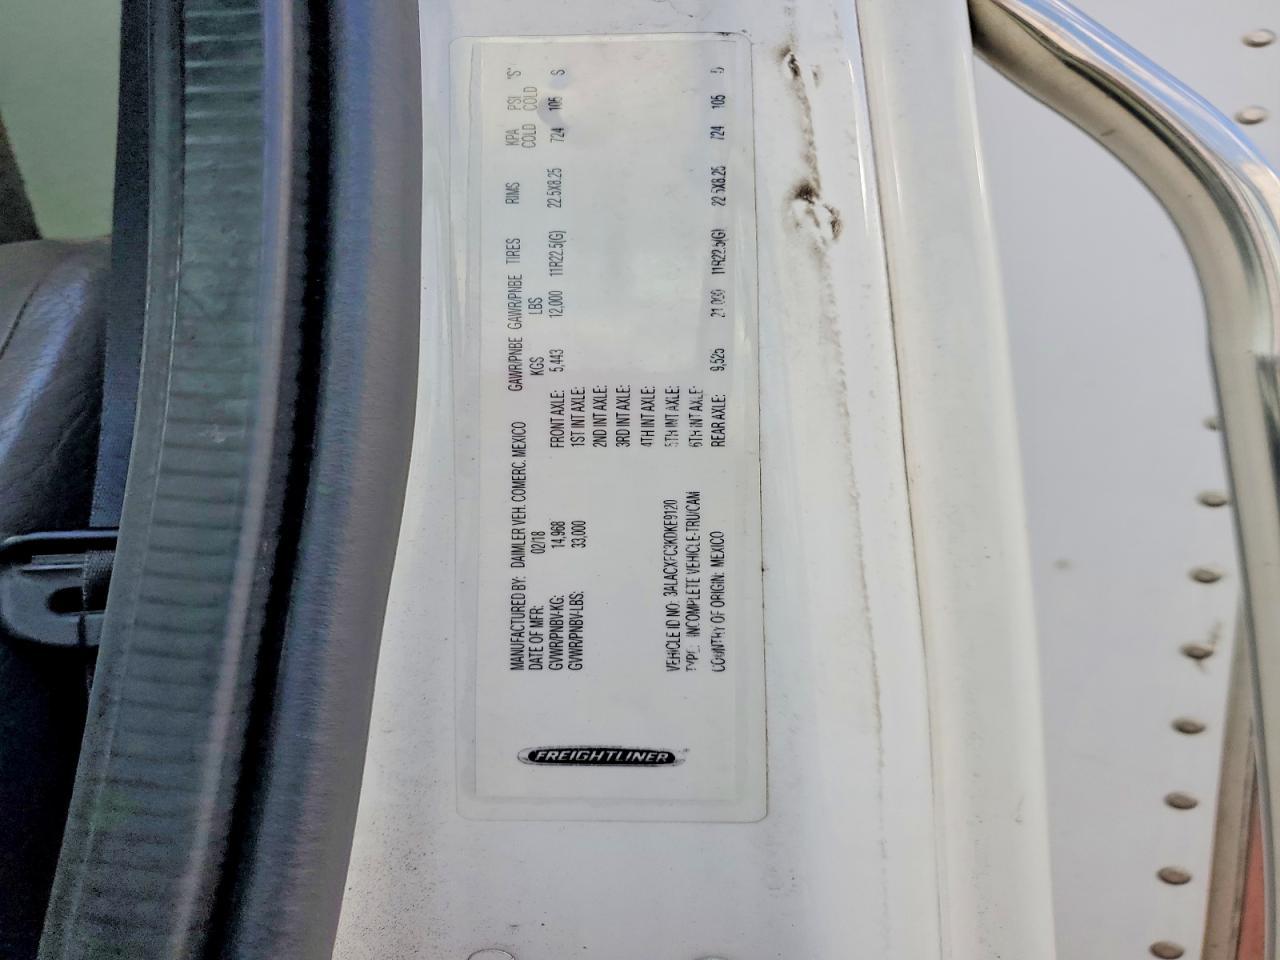 FREIGHTLINER
MANUFACTURED BY: DAIMLER VEH. COMERC. MEXICO
DATE OF MFR: 02/18
GVWR/PNBV-KG: 14,968
GVWR/PNBV-LBS: 33,000
VEHICLE ID NO: 3ALACXFC3KDKE9120
TYPE: INCOMPLETE VEHICLE-TRU/CAM
COUNTRY OF ORIGIN: MEXICO
GAWR/PNBE GAWR/PNBE TIRES RIMS KPA PSI "S"
KGS LBS COLD COLD
FRONT AXLE: 5,443 12,000 11R22.5(G) 22.5X8.25 724 105 S
1ST INT AXLE:
2ND INT AXLE:
3RD INT AXLE:
4TH INT AXLE:
5TH INT AXLE:
6TH INT AXLE:
REAR AXLE: 9,525 21,000 11R22.5(G) 22.5X8.25 724 105